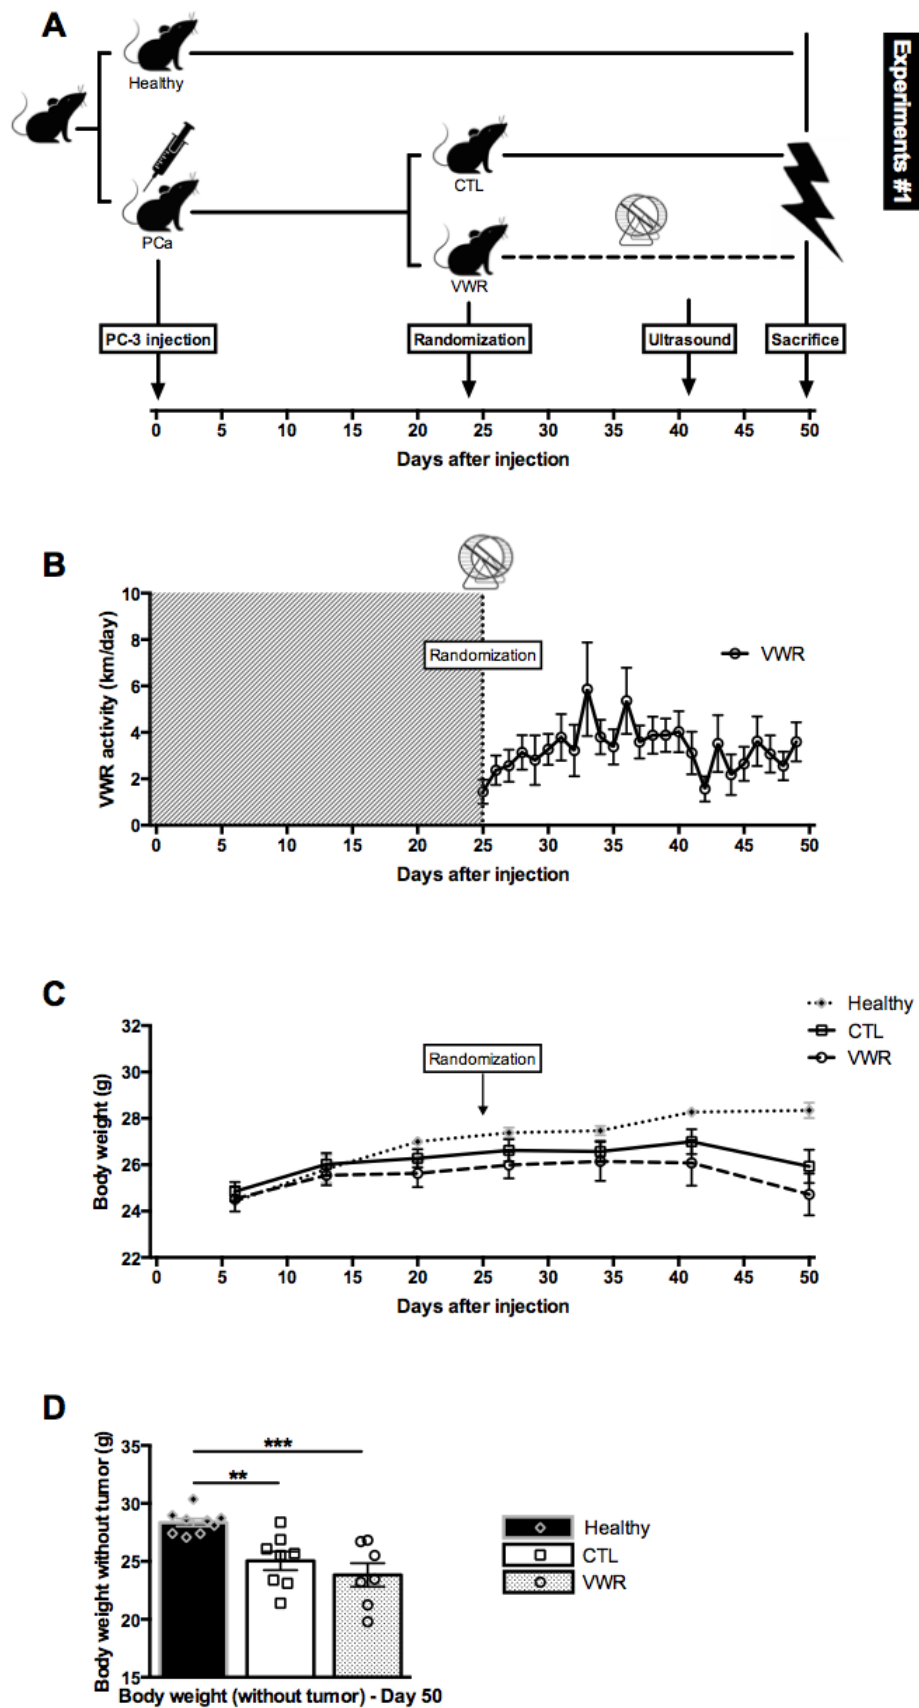 A
Experiments #1
Healthy
CTL
PCa
VWR
PC-3 injection Randomization Ultrasound Sacrifice
0 5 10 15 20 25 30 35 40 45 50
Days after injection
B
10
8
6
4
2
0
VWR activity (km/day)
Randomization
VWR
0 5 10 15 20 25 30 35 40 45 50
Days after injection
C
Healthy
CTL
VWR
32
30
28
26
24
22
Body weight (g)
Randomization
0 5 10 15 20 25 30 35 40 45 50
Days after injection
D
35
30
25
20
15
Body weight without tumor (g)
***
**
Healthy
CTL
VWR
Body weight (without tumor) - Day 50